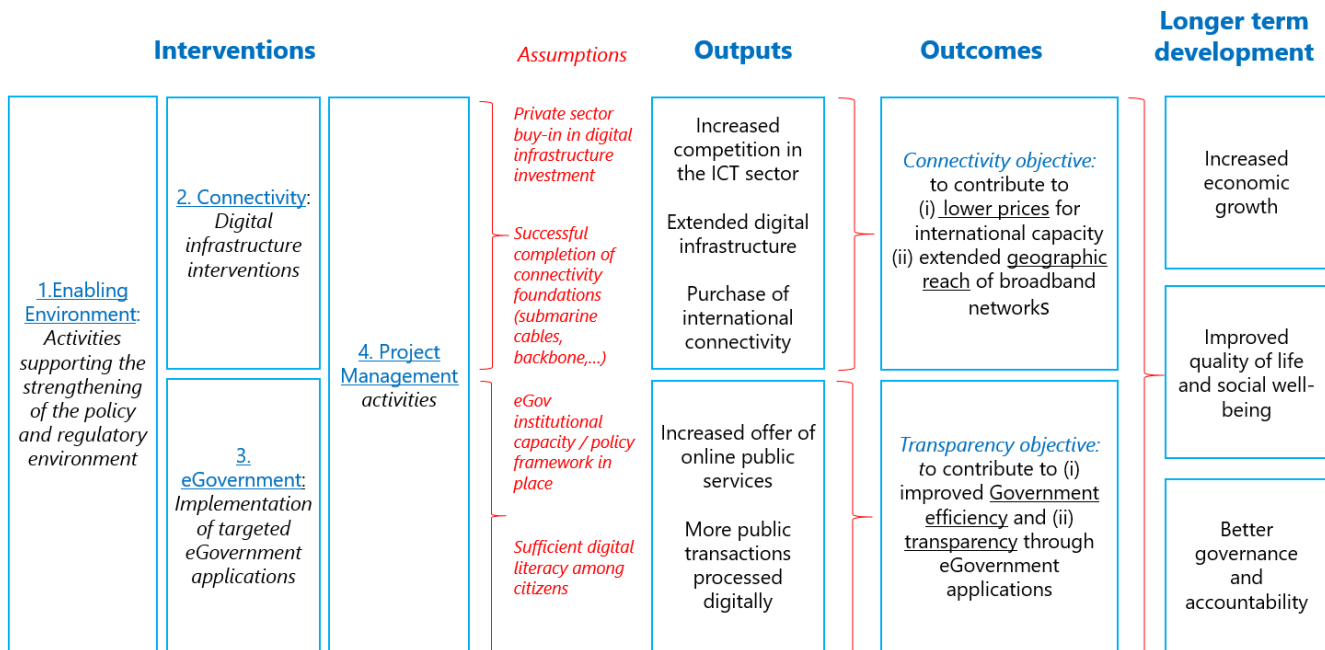 Interventions
Assumptions
Outputs
Outcomes
Longer term
development
1.Enabling
Environment:
Activities
supporting the
strengthening
of the policy
and regulatory
environment
2. Connectivity:
Digital
infrastructure
interventions
3.
eGovernment:
Implementation
of targeted
eGovernment
applications
4. Project
Management
activities
Private sector
buy-in in digital
infrastructure
investment
Successful
completion of
connectivity
foundations
(submarine
cables,
backbone,...)
eGov
institutional
capacity / policy
framework in
place
Sufficient digital
literacy among
citizens
Increased
competition in
the ICT sector
Extended digital
infrastructure
Purchase of
international
connectivity
Increased offer of
online public
services
More public
transactions
processed
digitally
Connectivity objective:
to contribute to
(i) lower prices for
international capacity
(ii) extended geographic
reach of broadband
networks
Transparency objective:
to contribute to (i)
improved Government
efficiency and (ii)
transparency through
eGovernment
applications
Increased
economic
growth
Improved
quality of life
and social well-
being
Better
governance
and
accountability